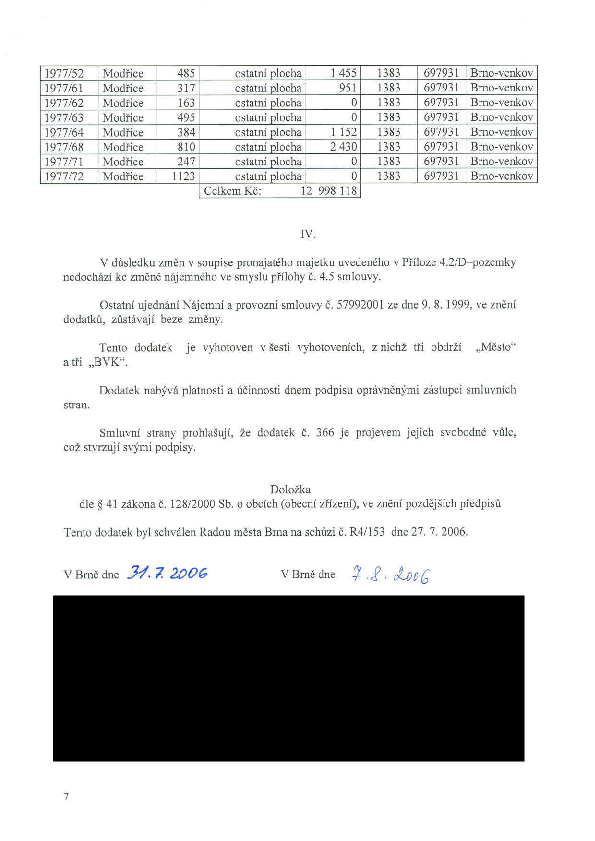 1977/52 Modřice 485 ostatní plocha 1 455 1383 697931 Brno-venkov
1977/61 Modřice 317 ostatní plocha 951 1383 697931 Brno-venkov
1977/62 Modřice 163 ostatní plocha 0 1383 697931 Brno-venkov
1977/63 Modřice 495 ostatní plocha 0 1383 697931 Brno-venkov
1977/64 Modřice 384 ostatní plocha 1 152 1383 697931 Brno-venkov
1977/68 Modřice 810 ostatní plocha 2 430 1383 697931 Brno-venkov
1977/71 Modřice 247 ostatní plocha 0 1383 697931 Brno-venkov
1977/72 Modřice 1123 ostatní plocha 0 1383 697931 Brno-venkov
Celkem Kč: 12 998 118
IV.
V důsledku změn v soupise pronajatého majetku uvedeného v Příloze 4.2/D–pozemky
nedochází ke změně nájemného ve smyslu přílohy č. 4.5 smlouvy.
Ostatní ujednání Nájemní a provozní smlouvy č. 57992001 ze dne 9. 8. 1999, ve znění
dodatků, zůstávají beze změny.
Tento dodatek je vyhotoven v šesti vyhotoveních, z nichž tři obdrží „Město“
a tři „BVK“.
Dodatek nabývá platnosti a účinnosti dnem podpisu oprávněnými zástupci smluvních
stran.
Smluvní strany prohlašují, že dodatek č. 366 je projevem jejich svobodné vůle,
což stvrzují svými podpisy.
Doložka
dle § 41 zákona č. 128/2000 Sb. o obcích (obecní zřízení), ve znění pozdějších předpisů
Tento dodatek byl schválen Radou města Brna na schůzi č. R4/153 dne 27. 7. 2006.
V Brně dne 31.7.2006 V Brně dne 7.8.2006
7